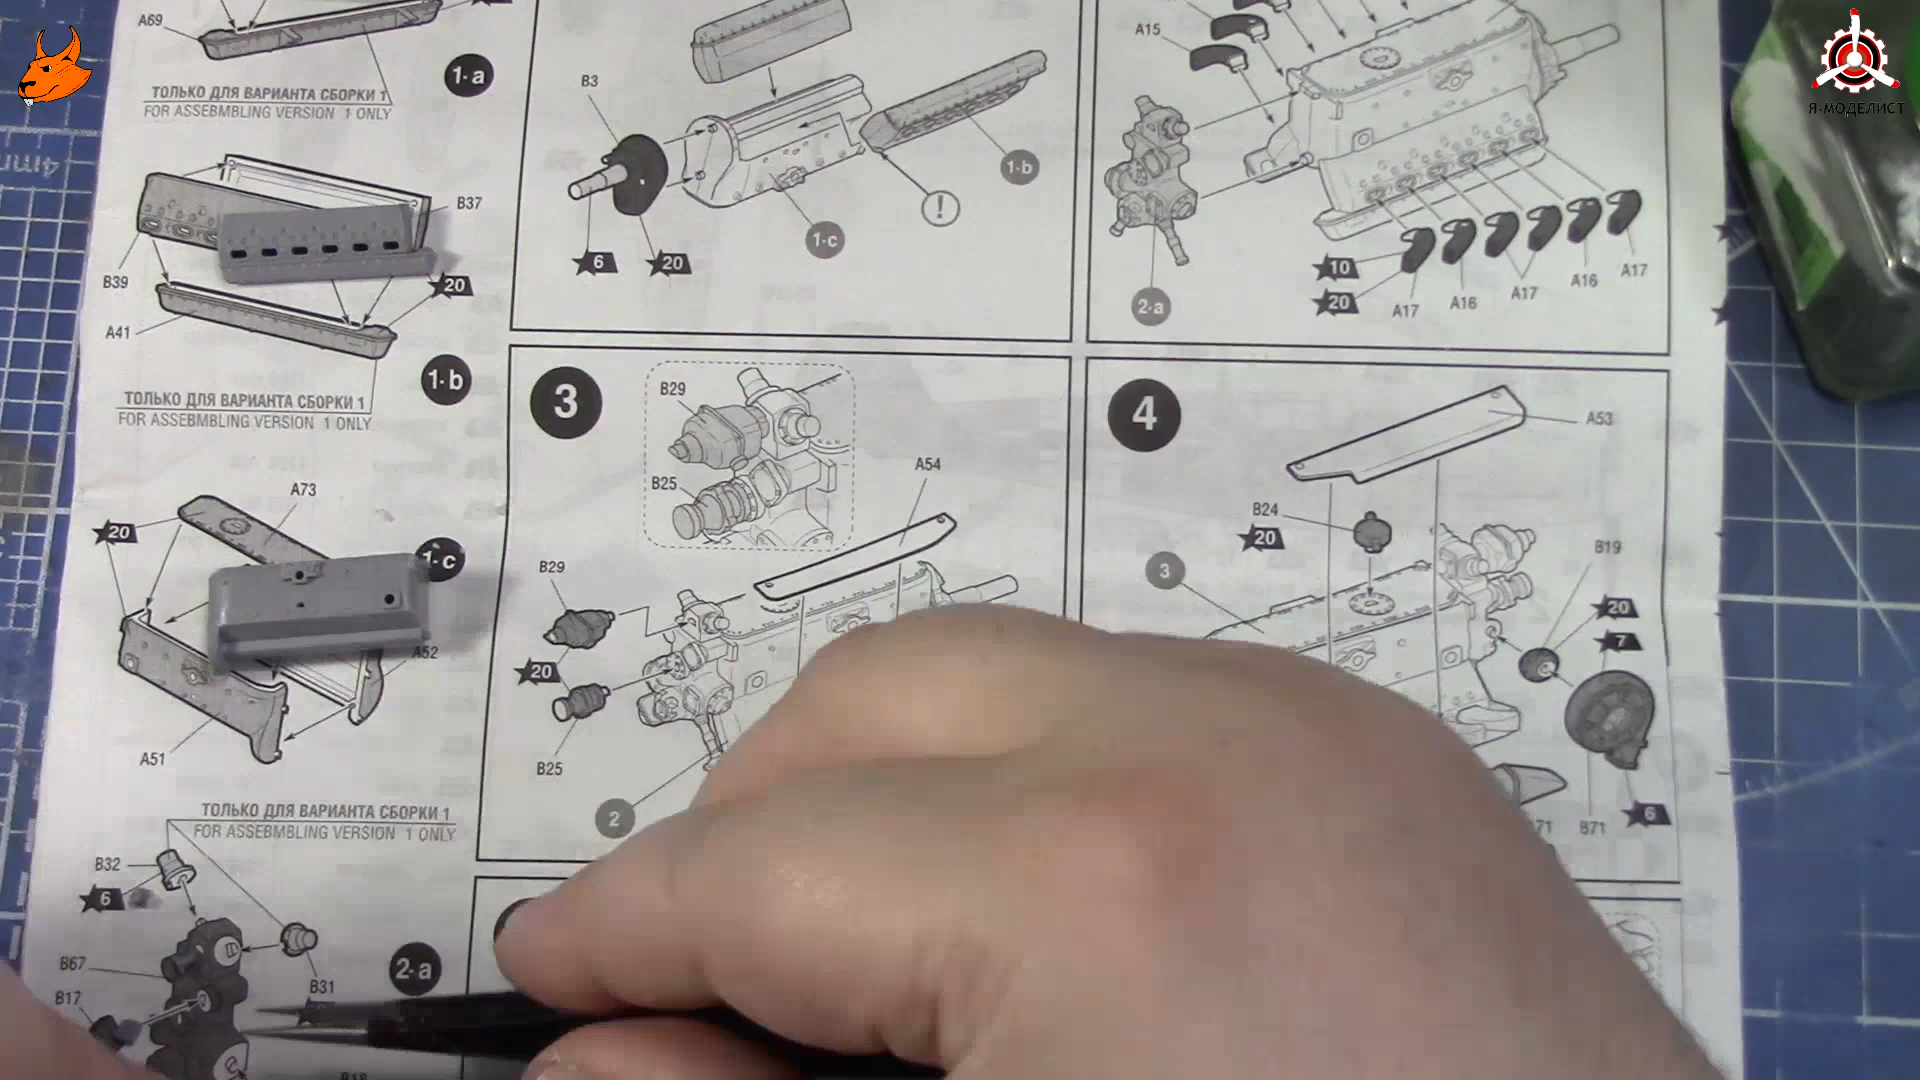 A69
1-a
ТОЛЬКО ДЛЯ ВАРИАНТА СБОРКИ 1
FOR ASSEBMBLING VERSION 1 ONLY
B37
B39
20
A41
1-b
ТОЛЬКО ДЛЯ ВАРИАНТА СБОРКИ 1
FOR ASSEBMBLING VERSION 1 ONLY
A73
20
1-c
A52
A51
ТОЛЬКО ДЛЯ ВАРИАНТА СБОРКИ 1
FOR ASSEBMBLING VERSION 1 ONLY
B32
6
B67
2-a
B31
B17
B18
B3
1-b
!
1-c
6
20
A15
2-a
10
20
A17
A16
A17
A16
A17
3
B29
B25
A54
B29
20
B25
2
4
A53
B24
20
3
B19
20
7
71
B71
6
Я-МОДЕЛИСТ
4mm